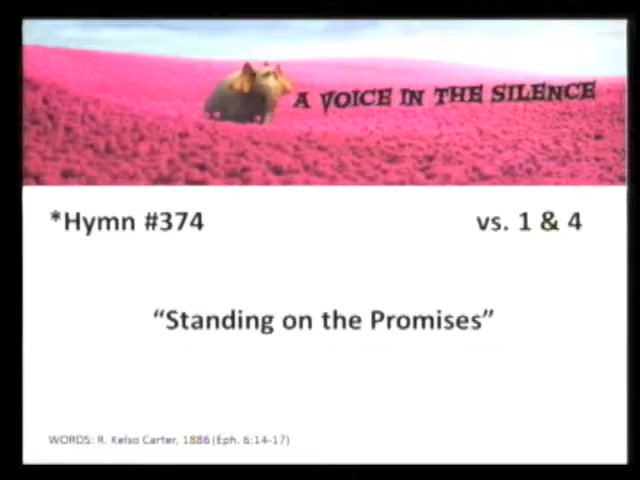 A VOICE IN THE SILENCE
*Hymn #374 vs. 1 & 4
“Standing on the Promises”
WORDS: R. Kelso Carter, 1886 (Eph. 6:14-17)